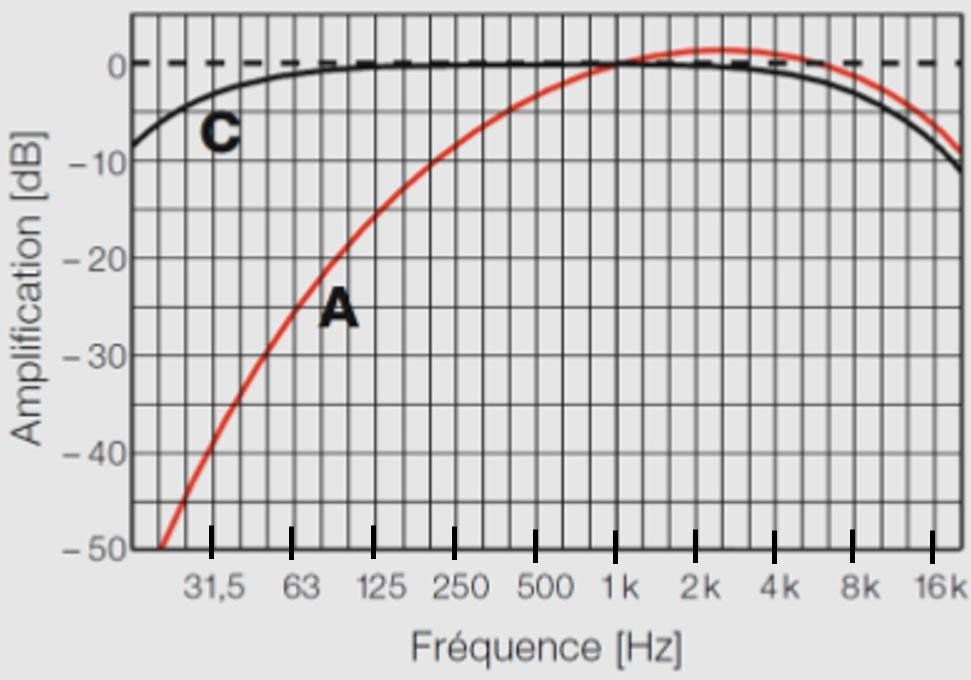 Amplification [dB]
0
–10
–20
–30
–40
–50
C
A
31,5 63 125 250 500 1k 2k 4k 8k 16k
Fréquence [Hz]